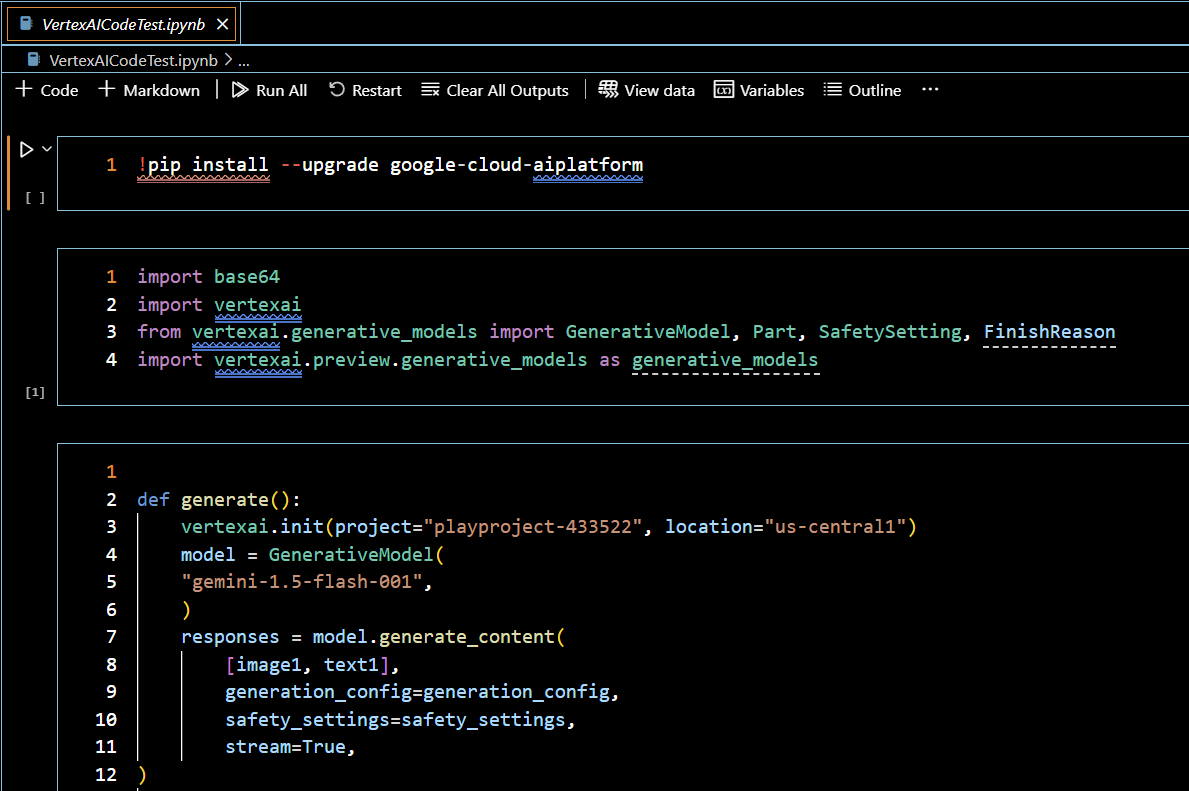 VertexAICodeTest.ipynb
VertexAICodeTest.ipynb > ...
+ Code + Markdown | Run All Restart Clear All Outputs | View data Variables Outline ...
1 !pip install --upgrade google-cloud-aiplatform
[ ]
1 import base64
2 import vertexai
3 from vertexai.generative_models import GenerativeModel, Part, SafetySetting, FinishReason
4 import vertexai.preview.generative_models as generative_models
[1]
1
2 def generate():
3     vertexai.init(project="playproject-433522", location="us-central1")
4     model = GenerativeModel(
5     "gemini-1.5-flash-001",
6     )
7     responses = model.generate_content(
8         [image1, text1],
9         generation_config=generation_config,
10         safety_settings=safety_settings,
11         stream=True,
12 )